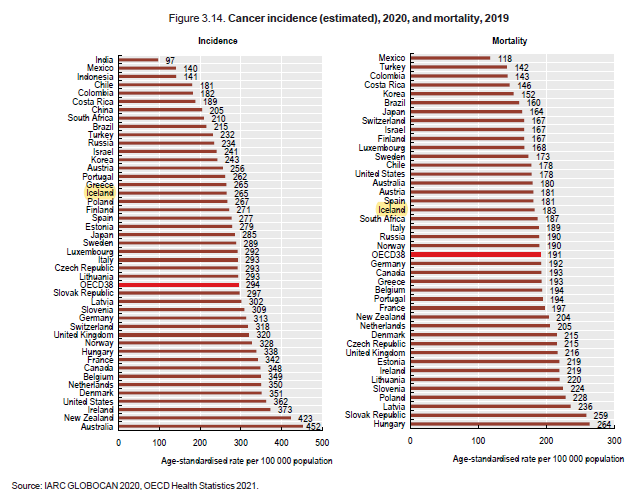 Figure 3.14. Cancer incidence (estimated), 2020, and mortality, 2019
Incidence
India 97
Mexico 140
Indonesia 141
Chile 181
Colombia 182
Costa Rica 189
China 205
South Africa 210
Brazil 215
Turkey 232
Russia 234
Israel 241
Korea 243
Austria 256
Portugal 262
Greece 265
Iceland 265
Poland 267
Finland 271
Spain 277
Estonia 279
Japan 285
Sweden 289
Luxembourg 292
Italy 293
Czech Republic 293
Lithuania 293
OECD38 294
Slovak Republic 297
Latvia 302
Slovenia 309
Germany 313
Switzerland 318
United Kingdom 320
Norway 328
Hungary 338
France 342
Canada 348
Belgium 349
Netherlands 350
Denmark 351
United States 362
Ireland 373
New Zealand 423
Australia 452
0 100 200 300 400 500
Age-standardised rate per 100 000 population
Mortality
Mexico 118
Turkey 142
Colombia 143
Costa Rica 146
Korea 152
Brazil 160
Japan 164
Switzerland 167
Israel 167
Finland 167
Luxembourg 168
Sweden 173
Chile 178
United States 178
Australia 180
Austria 181
Spain 181
Iceland 183
South Africa 187
Italy 189
Russia 190
Norway 190
OECD38 191
Germany 192
Canada 193
Greece 193
Belgium 194
Portugal 194
France 197
New Zealand 204
Netherlands 205
Denmark 215
Czech Republic 215
United Kingdom 216
Estonia 219
Ireland 219
Lithuania 220
Slovenia 224
Poland 228
Latvia 236
Slovak Republic 259
Hungary 264
0 100 200 300
Age-standardised rate per 100 000 population
Source: IARC GLOBOCAN 2020, OECD Health Statistics 2021.